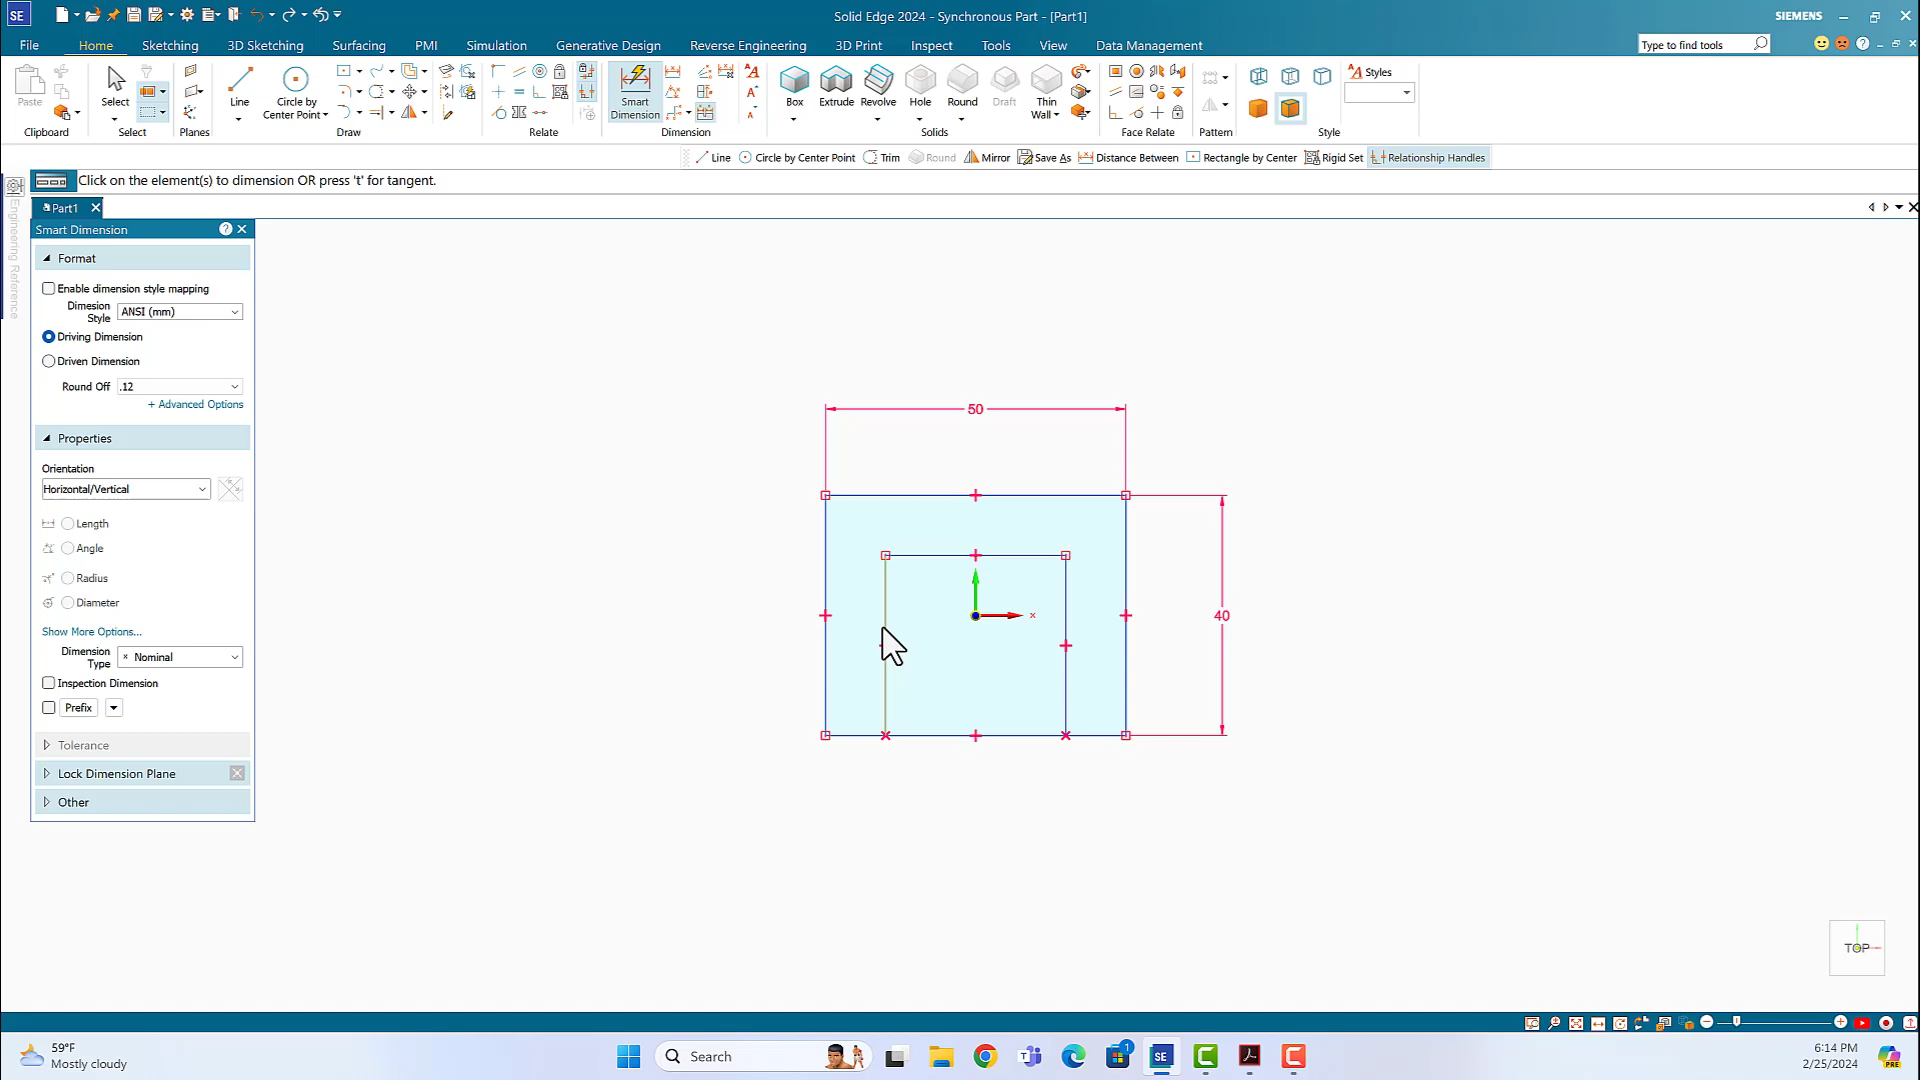 SE
Solid Edge 2024 - Synchronous Part - [Part1]
SIEMENS
File Home Sketching 3D Sketching Surfacing PMI Simulation Generative Design Reverse Engineering 3D Print Inspect Tools View Data Management
Type to find tools
Paste
Clipboard
Select
Select
Planes
Line
Circle by
Center Point
Draw
Relate
Smart
Dimension
Dimension
Box
Extrude
Revolve
Hole
Round
Draft
Thin
Wall
Solids
Face Relate
Pattern
Style
Styles
Line Circle by Center Point Trim Round Mirror Save As Distance Between Rectangle by Center Rigid Set Relationship Handles
Click on the element(s) to dimension OR press 't' for tangent.
Engineering Reference
Part1
Smart Dimension
Format
Enable dimension style mapping
Dimesion
Style
ANSI (mm)
Driving Dimension
Driven Dimension
Round Off .12
+ Advanced Options
Properties
Orientation
Horizontal/Vertical
Length
Angle
Radius
Diameter
Show More Options...
Dimension
Type
× Nominal
Inspection Dimension
Prefix
Tolerance
Lock Dimension Plane
Other
50
x
40
TOP
59°F
Mostly cloudy
Search
1
SE
6:14 PM
2/25/2024
PRE